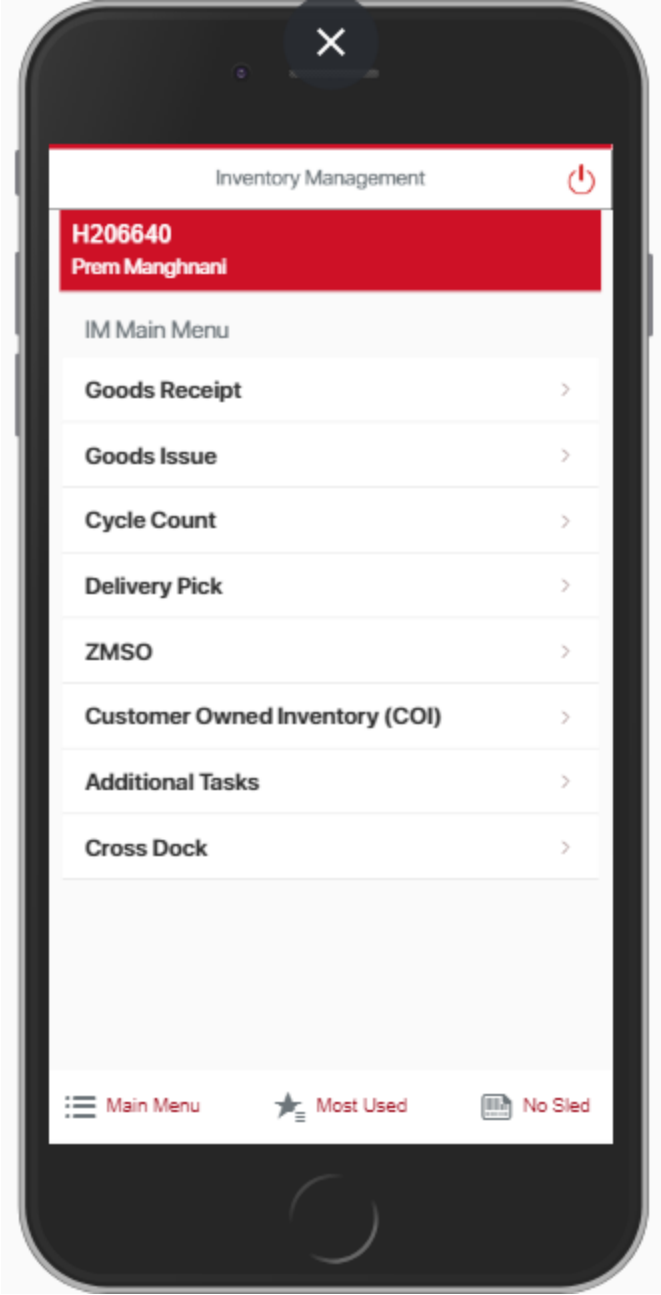 Inventory Management
H206640
Prem Manghnani
IM Main Menu
Goods Receipt
Goods Issue
Cycle Count
Delivery Pick
ZMSO
Customer Owned Inventory (COI)
Additional Tasks
Cross Dock
Main Menu Most Used No Sled